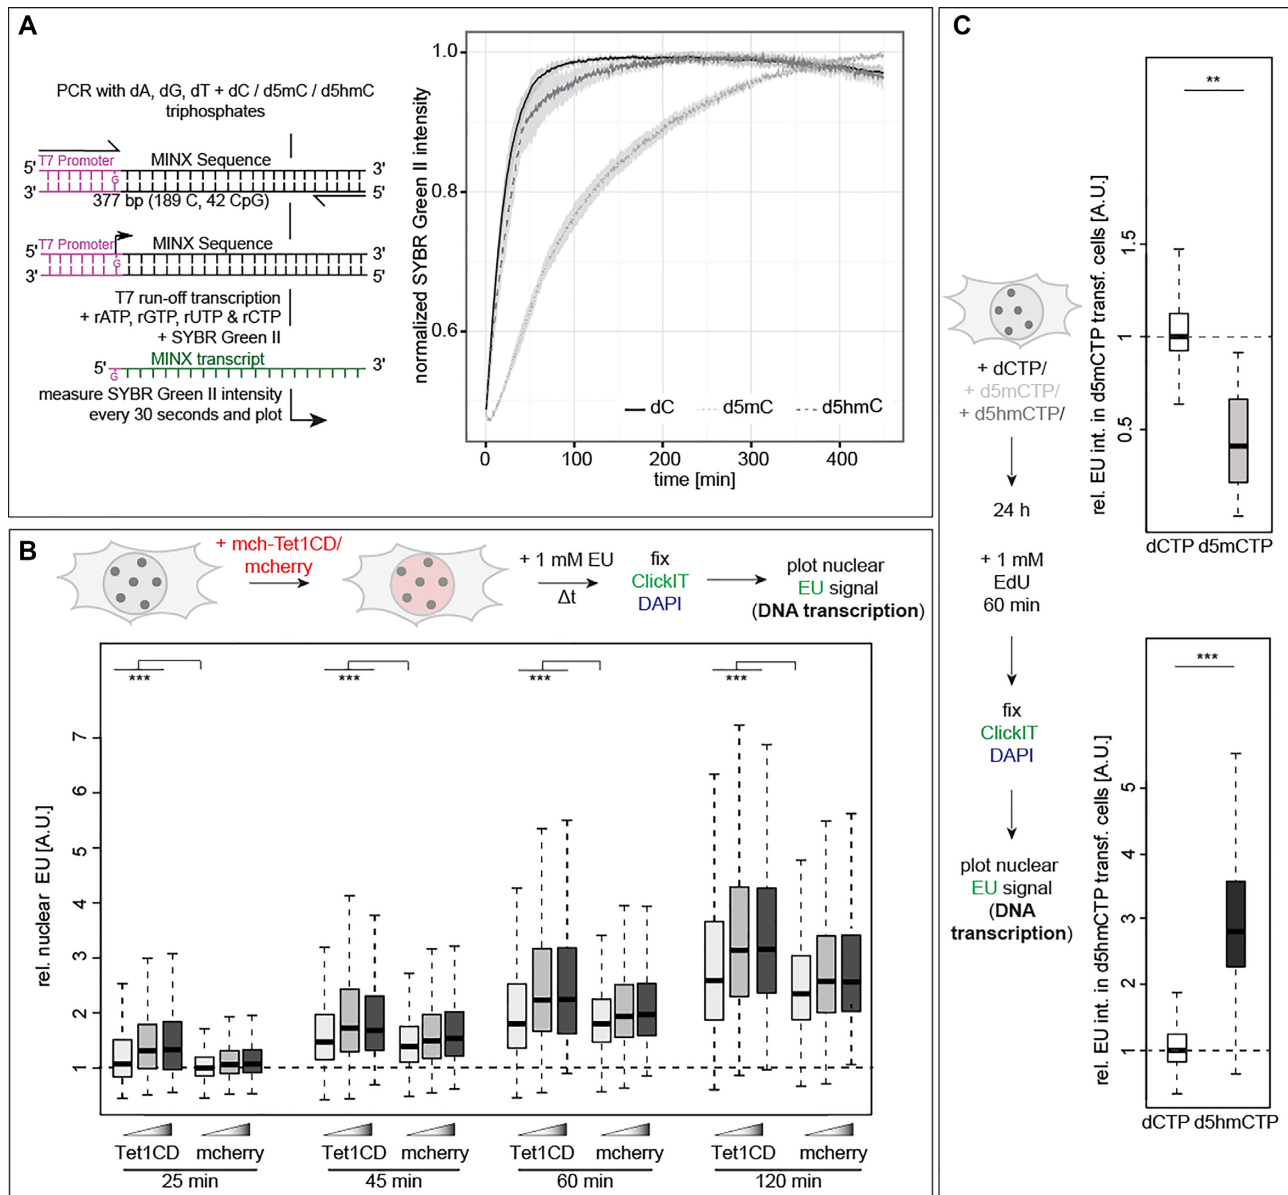 A
PCR with dA, dG, dT + dC / d5mC / d5hmC
triphosphates
T7 Promoter
MINX Sequence
5'
3'
G
3'
5'
377 bp (189 C, 42 CpG)
T7 Promoter
MINX Sequence
5'
3'
G
3'
5'
T7 run-off transcription
+ rATP, rGTP, rUTP & rCTP
+ SYBR Green II
MINX transcript
5'
3'
G
measure SYBR Green II intensity
every 30 seconds and plot
normalized SYBR Green II intensity
1.0
0.8
0.6
dC
d5mC
d5hmC
0
100
200
300
400
time [min]
B
+ mch-Tet1CD/
mcherry
+ 1 mM EU
Δt
fix
ClickIT
DAPI
plot nuclear
EU signal
(DNA transcription)
rel. nuclear EU [A.U.]
7
6
5
4
3
2
1
***
***
***
***
Tet1CD
mcherry
Tet1CD
mcherry
Tet1CD
mcherry
Tet1CD
mcherry
25 min
45 min
60 min
120 min
C
+ dCTP/
+ d5mCTP/
+ d5hmCTP/
24 h
+ 1 mM
EdU
60 min
fix
ClickIT
DAPI
plot nuclear
EU signal
(DNA
transcription)
rel. EU int. in d5mCTP transf. cells [A.U.]
1.5
1
0.5
**
dCTP
d5mCTP
rel. EU int. in d5hmCTP transf. cells [A.U.]
5
4
3
2
1
***
dCTP
d5hmCTP